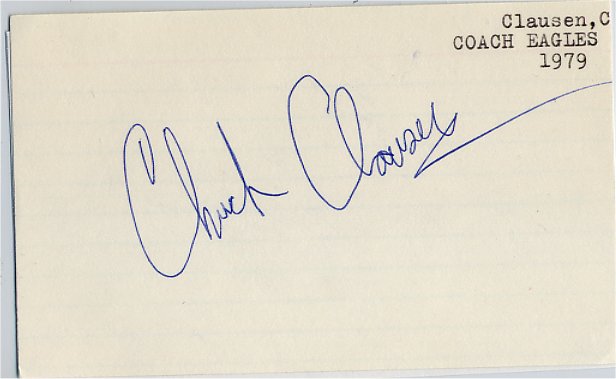 Clausen,C
COACH EAGLES
1979
Chuck Clausen